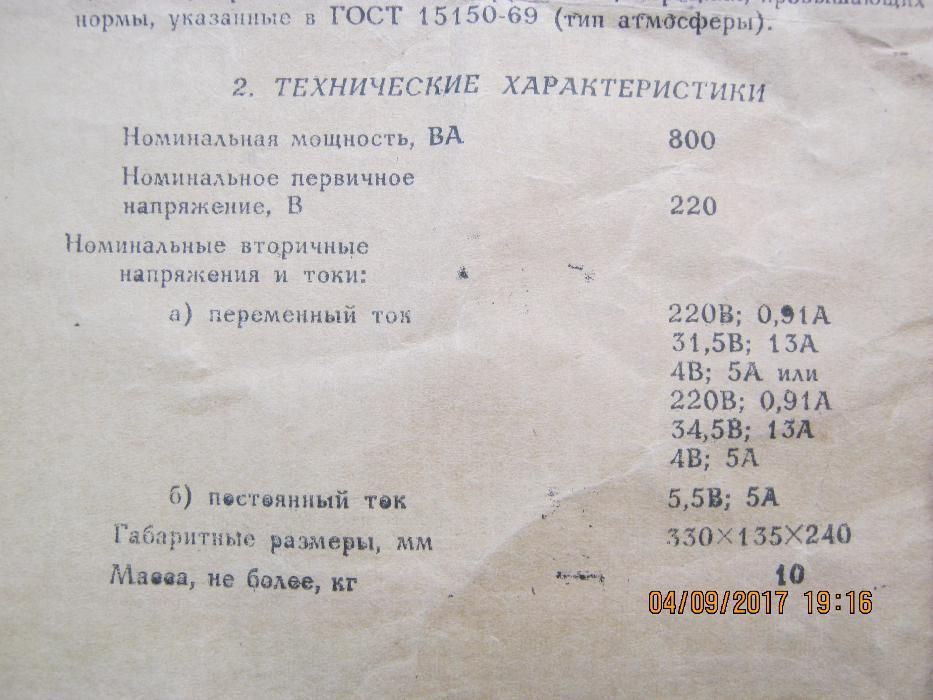 превышающих
нормы, указанные в ГОСТ 15150-69 (тип атмосферы).
2. ТЕХНИЧЕСКИЕ ХАРАКТЕРИСТИКИ
Номинальная мощность, ВА 800
Номинальное первичное
напряжение, В 220
Номинальные вторичные
напряжения и токи:
а) переменный ток 220В; 0,91А
31,5В; 13А
4В; 5А или
220В; 0,91А
34,5В; 13А
4В; 5А
б) постоянный ток 5,5В; 5А
Габаритные размеры, мм 330×135×240
Масса, не более, кг 10
04/09/2017 19:16